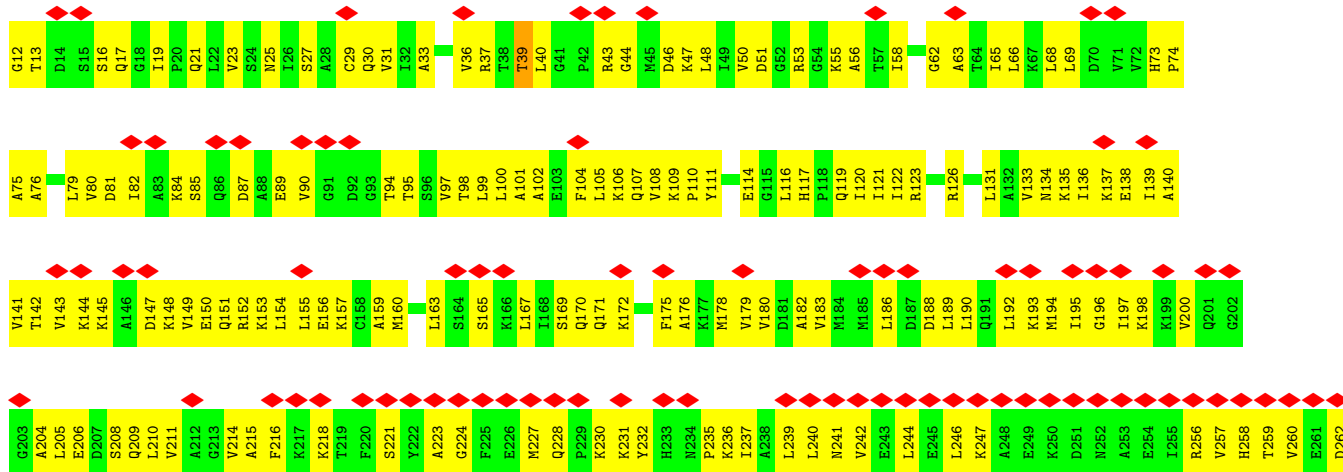 G12 T13 D14 S15 S16 Q17 G18 I19 P20 Q21 L22 V23 S24 N25 I26 S27 A28 C29 Q30 V31 I32 A33 V36 R37 T38 T39 L40 G41 P42 R43 G44 M45 D46 K47 L48 I49 V50 D51 G52 R53 G54 K55 A56 T57 I58 G62 A63 T64 I65 L66 K67 L68 L69 D70 V71 V72 H73 P74
A75 A76 L79 V80 D81 I82 A83 K84 S85 Q86 D87 A88 E89 V90 G91 D92 G93 T94 T95 S96 V97 T98 L99 L100 A101 A102 E103 F104 L105 K106 Q107 V108 K109 P110 Y111 E114 G115 L116 H117 P118 Q119 I120 I121 I122 R123 R126 L131 A132 V133 N134 K135 I136 K137 E138 I139 A140
V141 T142 V143 K144 K145 A146 D147 K148 V149 E150 Q151 R152 K153 L154 L155 E156 K157 C158 A159 M160 L163 S164 S165 K166 L167 I168 S169 Q170 Q171 K172 F175 A176 K177 M178 V179 V180 D181 A182 V183 M184 M185 L186 D187 D188 L189 L190 Q191 L192 K193 M194 I195 G196 I197 K198 K199 V200 Q201 G202
G203 A204 L205 E206 D207 S208 Q209 L210 V211 A212 G213 V214 A215 F216 K217 K218 T219 F220 S221 Y222 A223 G224 F225 E226 M227 Q228 P229 K230 K231 Y232 H233 N234 P235 K236 I237 A238 L239 L240 N241 V242 E243 L244 E245 L246 K247 A248 E249 K250 D251 N252 A253 E254 I255 R256 V257 H258 T259 V260 E261 D262